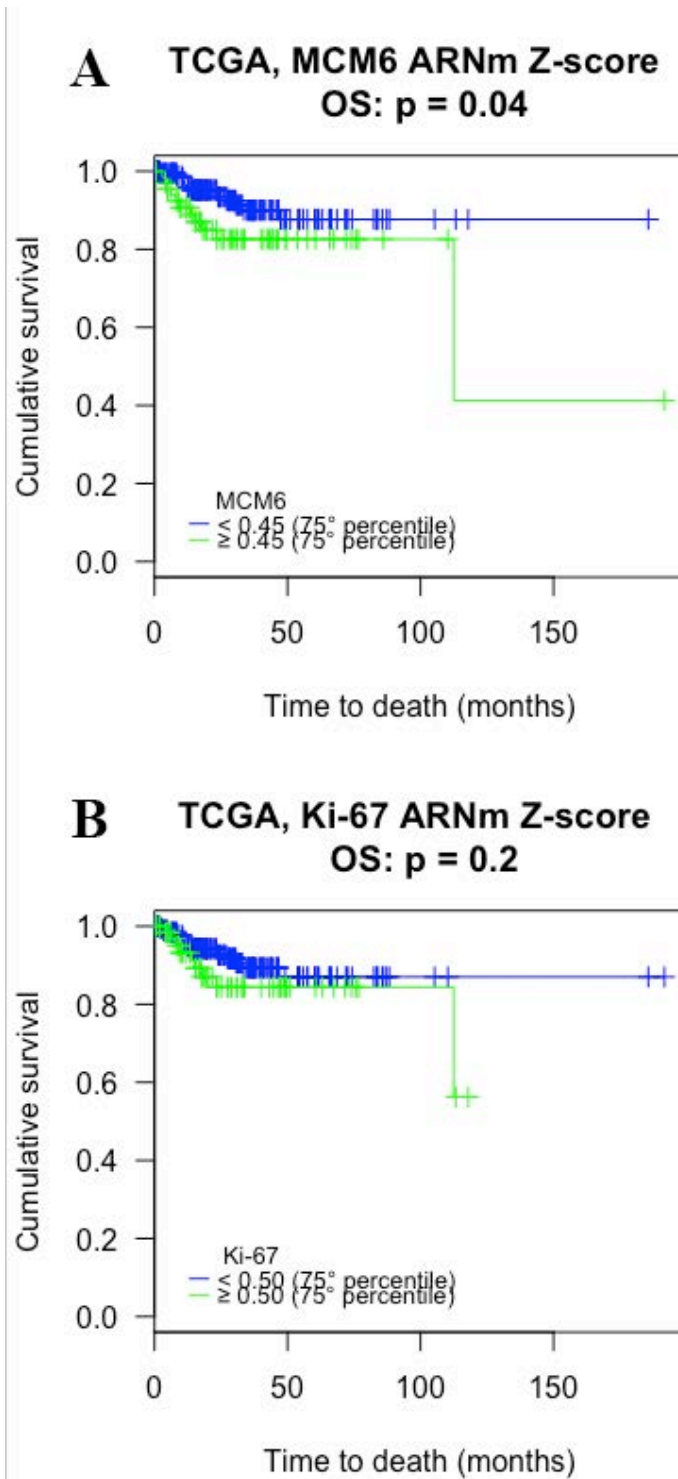 A
TCGA, MCM6 ARNm Z-score
OS: p = 0.04
Cumulative survival
1.0
0.8
0.6
0.4
0.2
0.0
MCM6
< 0.45 (75° percentile)
≥ 0.45 (75° percentile)
0 50 100 150
Time to death (months)
B
TCGA, Ki-67 ARNm Z-score
OS: p = 0.2
Cumulative survival
1.0
0.8
0.6
0.4
0.2
0.0
Ki-67
< 0.50 (75° percentile)
≥ 0.50 (75° percentile)
0 50 100 150
Time to death (months)